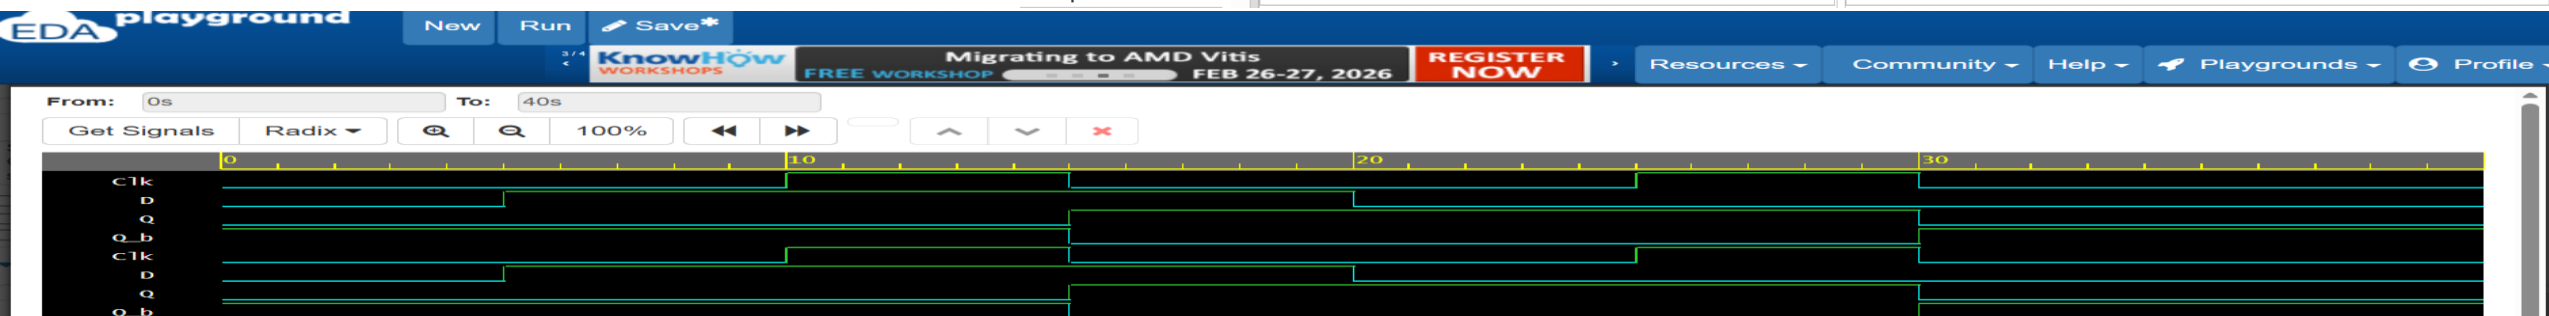 EDA playground
New Run Save*
3/4
<
KnowHow
WORKSHOPS
Migrating to AMD Vitis
FREE WORKSHOP FEB 26-27, 2026
REGISTER
NOW
>
Resources Community Help Playgrounds Profile
From: 0s To: 40s
Get Signals Radix 100%
0 10 20 30
Clk
D
Q
Q_b
Clk
D
Q
Q_b